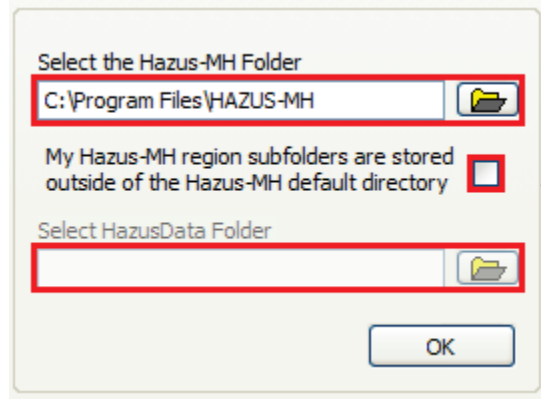 Select the Hazus-MH Folder
C:\Program Files\HAZUS-MH
My Hazus-MH region subfolders are stored
outside of the Hazus-MH default directory
Select HazusData Folder
OK